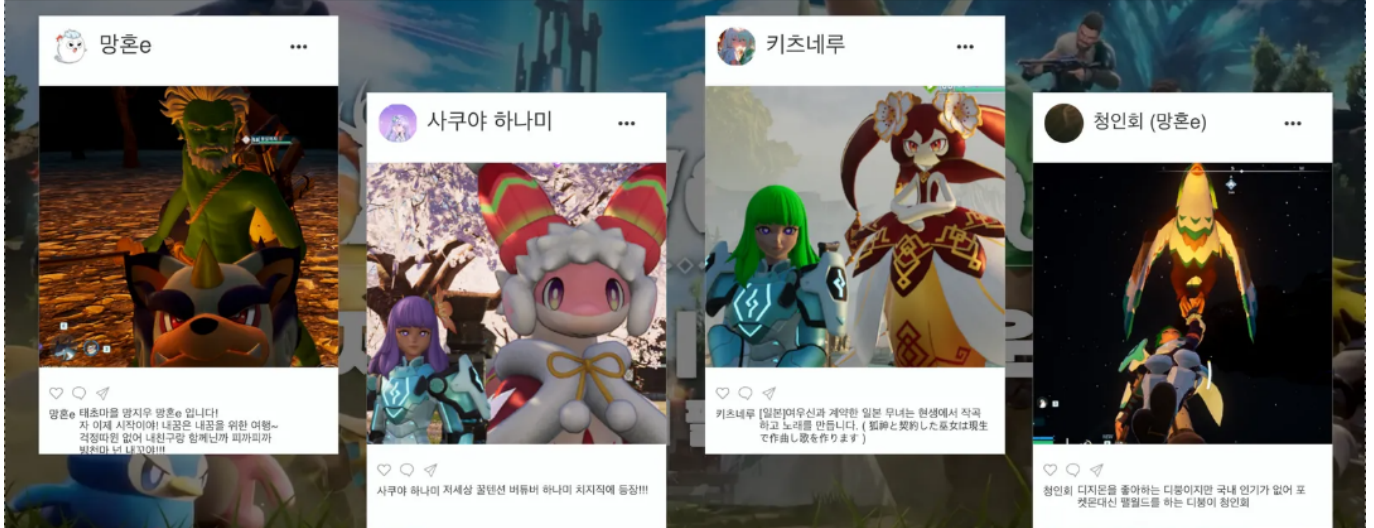 망혼e
망혼e 태초마을 망지우 망혼e 입니다!
자 이제 시작이야! 내꿈은 내꿈을 위한 여행~
걱정따윈 없어 내친구랑 함께닌까 피까피까
사쿠야 하나미
사쿠야 하나미 저세상 꿀텐션 버튜버 하나미 치지직에 등장!!!
키츠네루
키츠네루 [일본]여우신과 계약한 일본 무녀는 현생에서 작곡
하고 노래를 만듭니다. ( 狐神と契約した巫女は現生
で作曲し歌を作ります )
청인회 (망혼e)
청인회 디지몬을 좋아하는 디붕이지만 국내 인기가 없어 포
켓몬대신 팰월드를 하는 디붕이 청인회